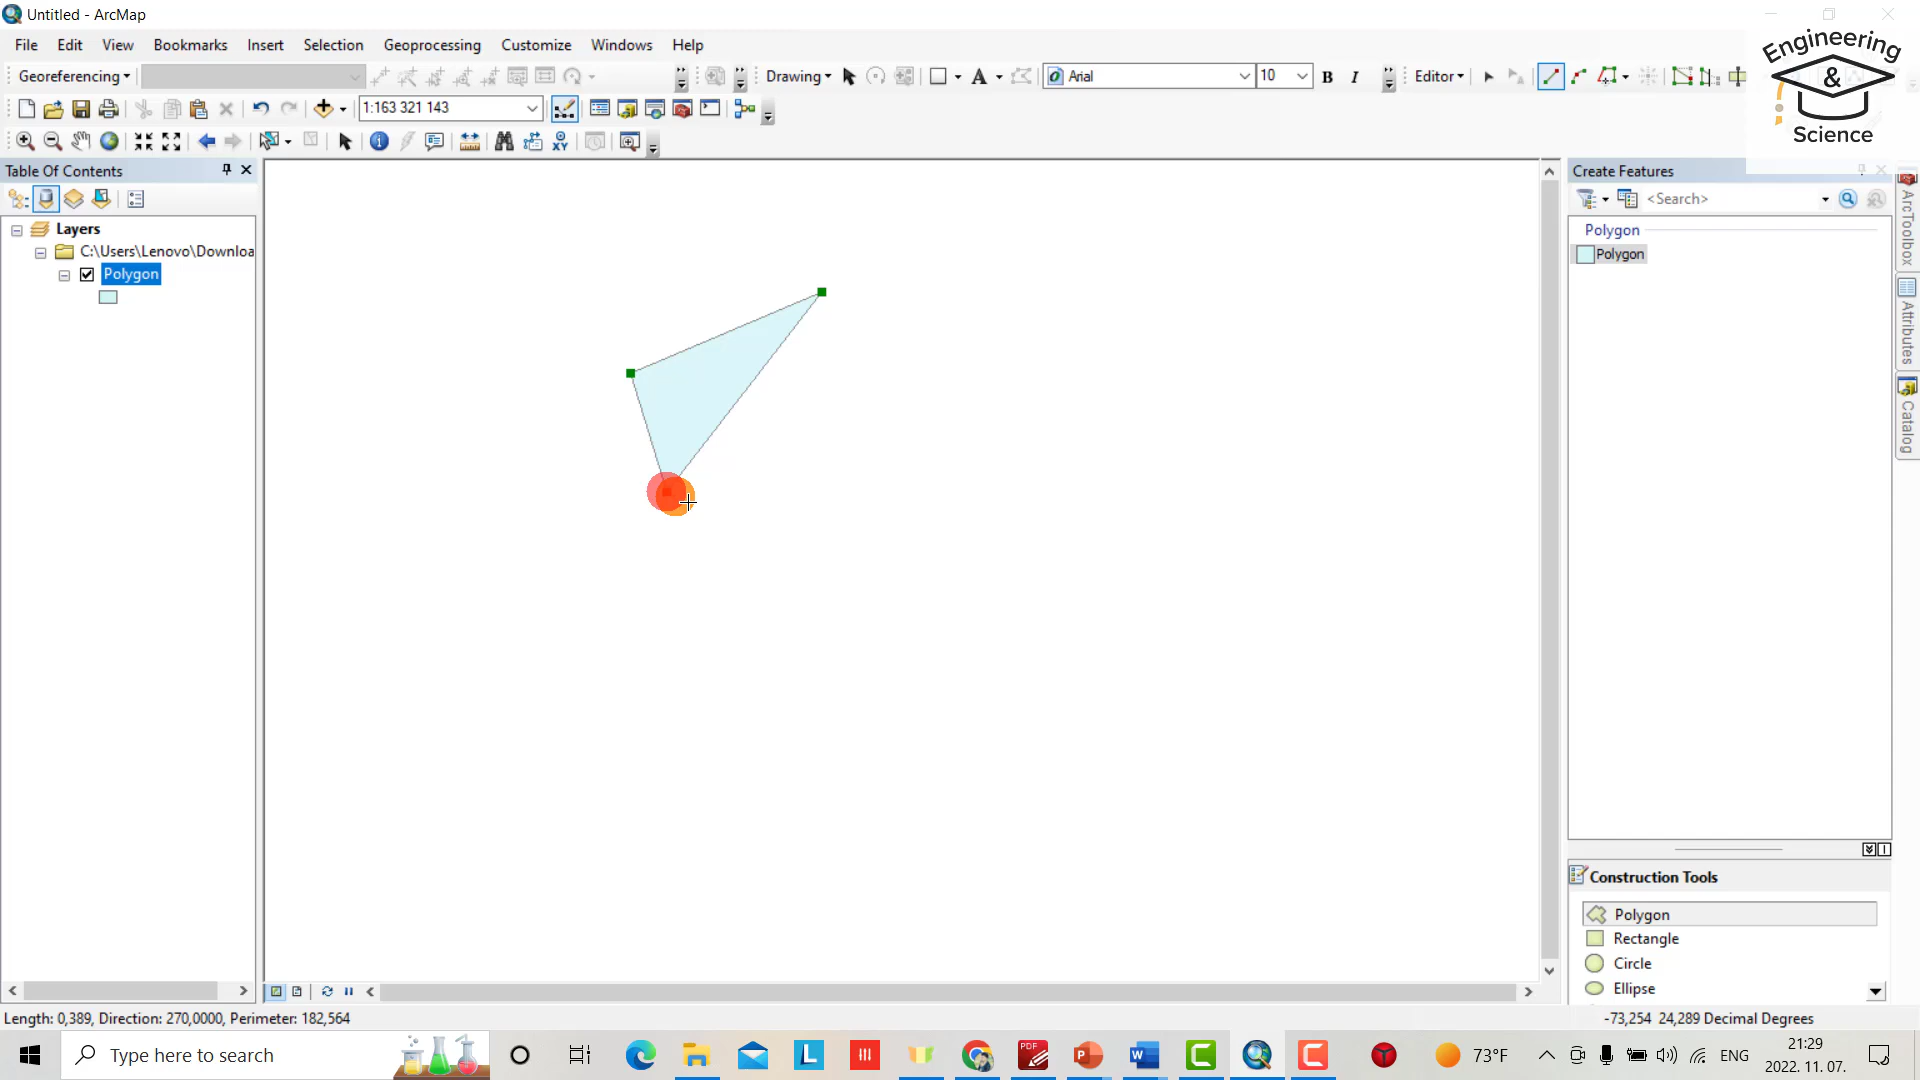 Untitled - ArcMap
File Edit View Bookmarks Insert Selection Geoprocessing Customize Windows Help
Georeferencing Drawing A Arial 10 B I Editor
1:163 321 143
Engineering
&
Science
Table Of Contents
Create Features
<Search>
Layers
C:\Users\Lenovo\Downloa
Polygon
Polygon
Polygon
ArcToolbox
Attributes
Catalog
Construction Tools
Polygon
Rectangle
Circle
Ellipse
Length: 0,389, Direction: 270,0000, Perimeter: 182,564
-73,254 24,289 Decimal Degrees
Type here to search
73°F
ENG
21:29
2022. 11. 07.